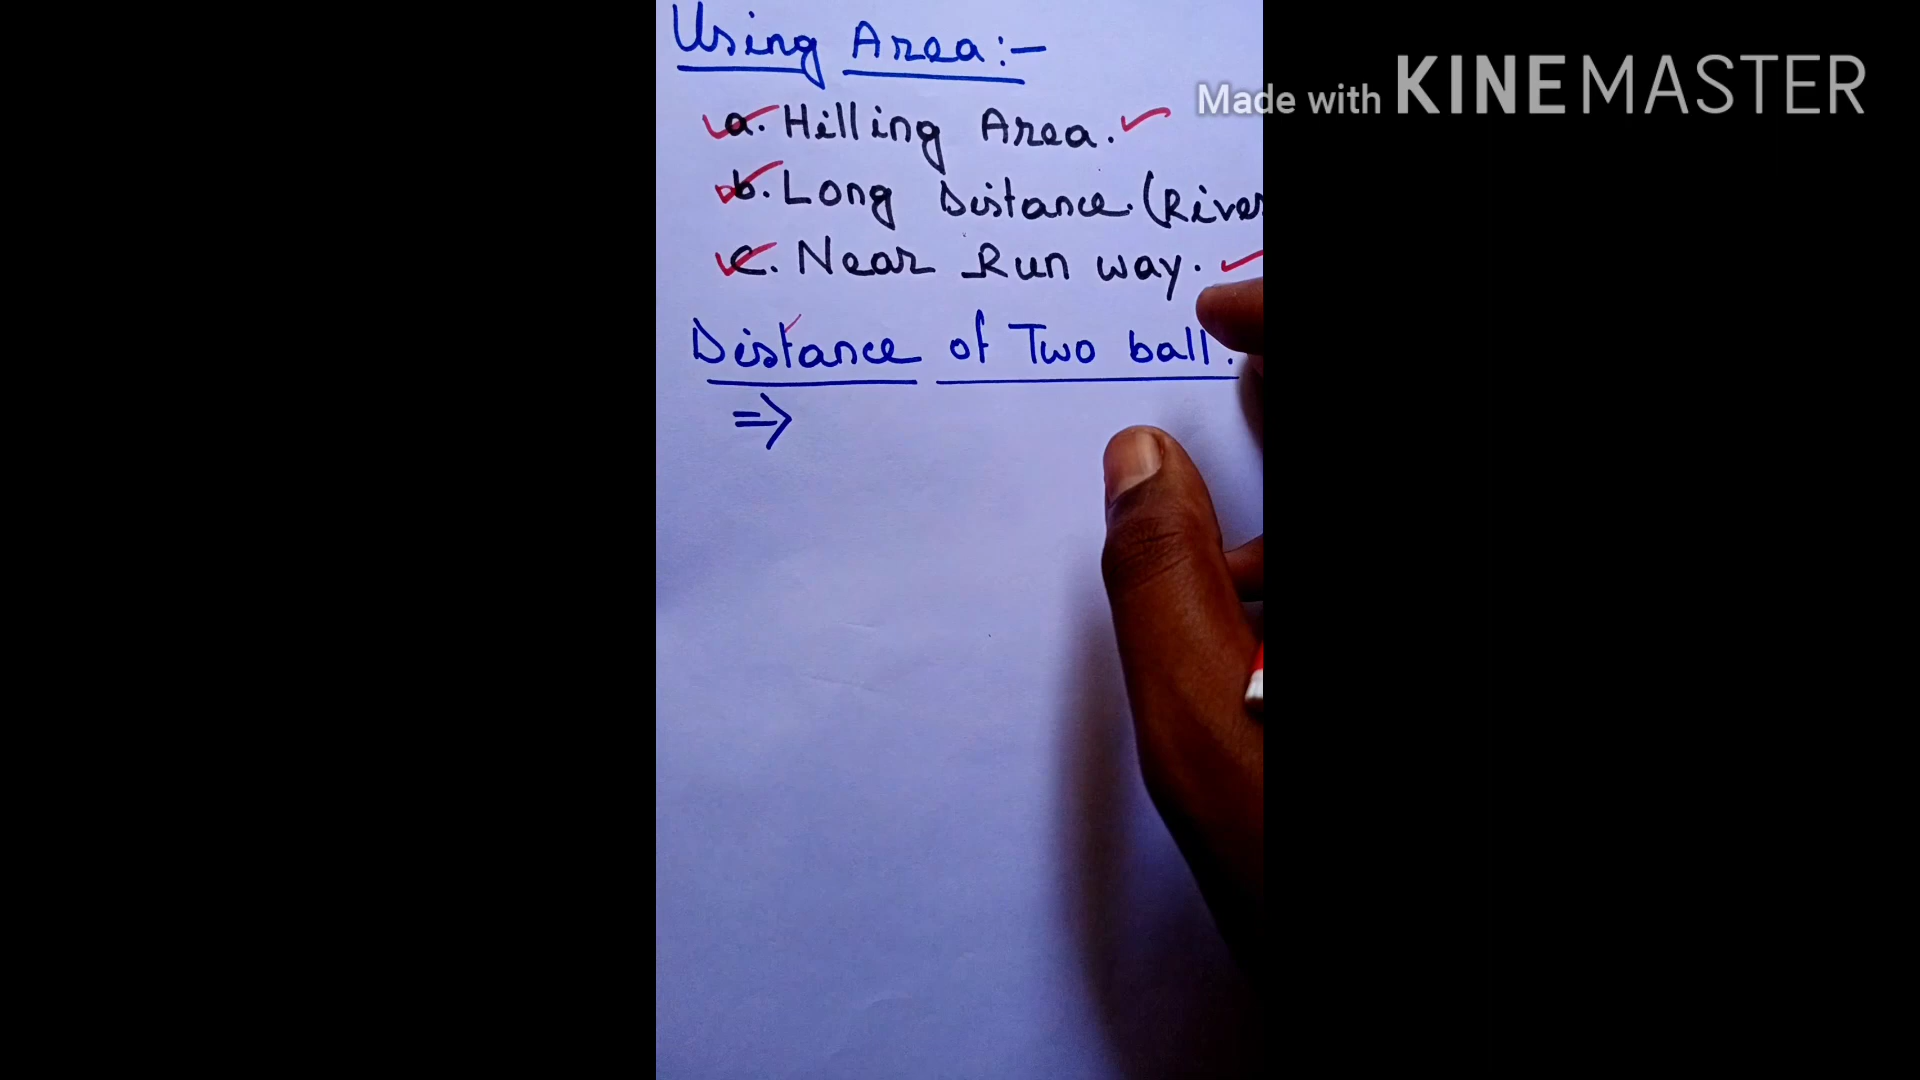 Using Area:-
a. Hilling Area.
b. Long Distance. (River
c. Near Run way.
Distance of Two ball.
⇒
Made with KINEMASTER